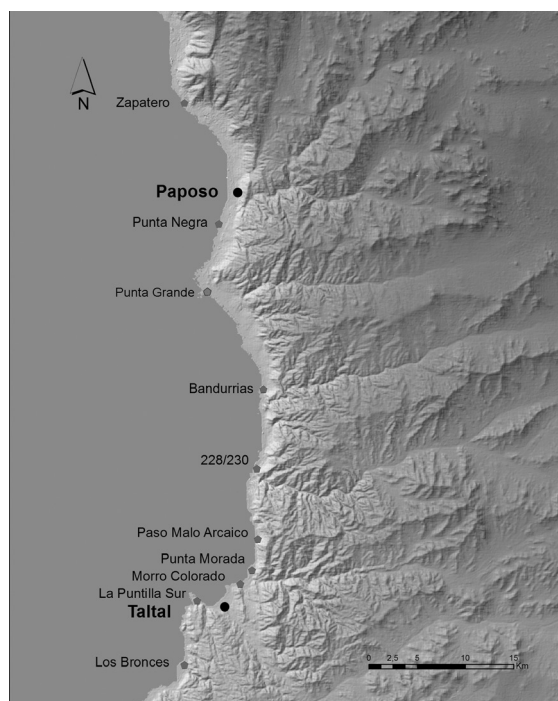 N
Zapatero
Paposo
Punta Negra
Punta Grande
Bandurrias
228/230
Paso Malo Arcaico
Punta Morada
Morro Colorado
La Puntilla Sur
Taltal
Los Bronces
0 2,5 5 10 15
Km